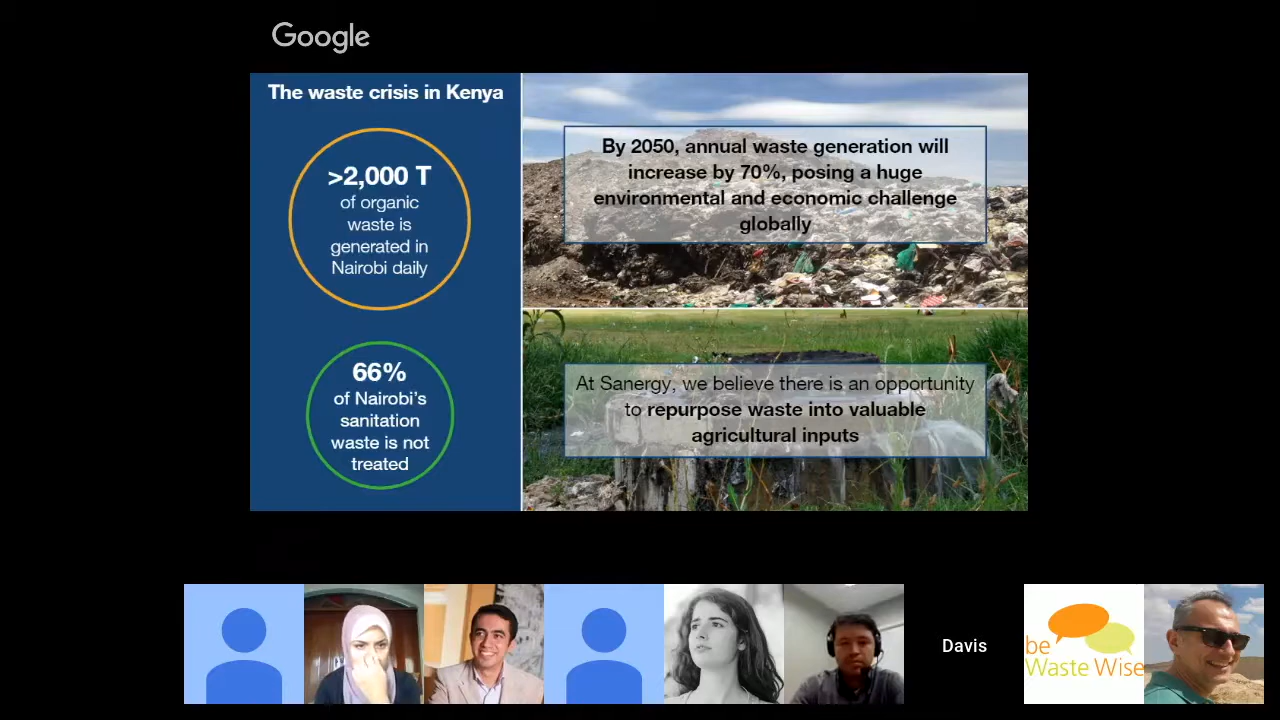 Google
The waste crisis in Kenya
>2,000 T
of organic
waste is
generated in
Nairobi daily
66%
of Nairobi's
sanitation
waste is not
treated
By 2050, annual waste generation will
increase by 70%, posing a huge
environmental and economic challenge
globally
At Sanergy, we believe there is an opportunity
to repurpose waste into valuable
agricultural inputs
Davis
be
Waste Wise